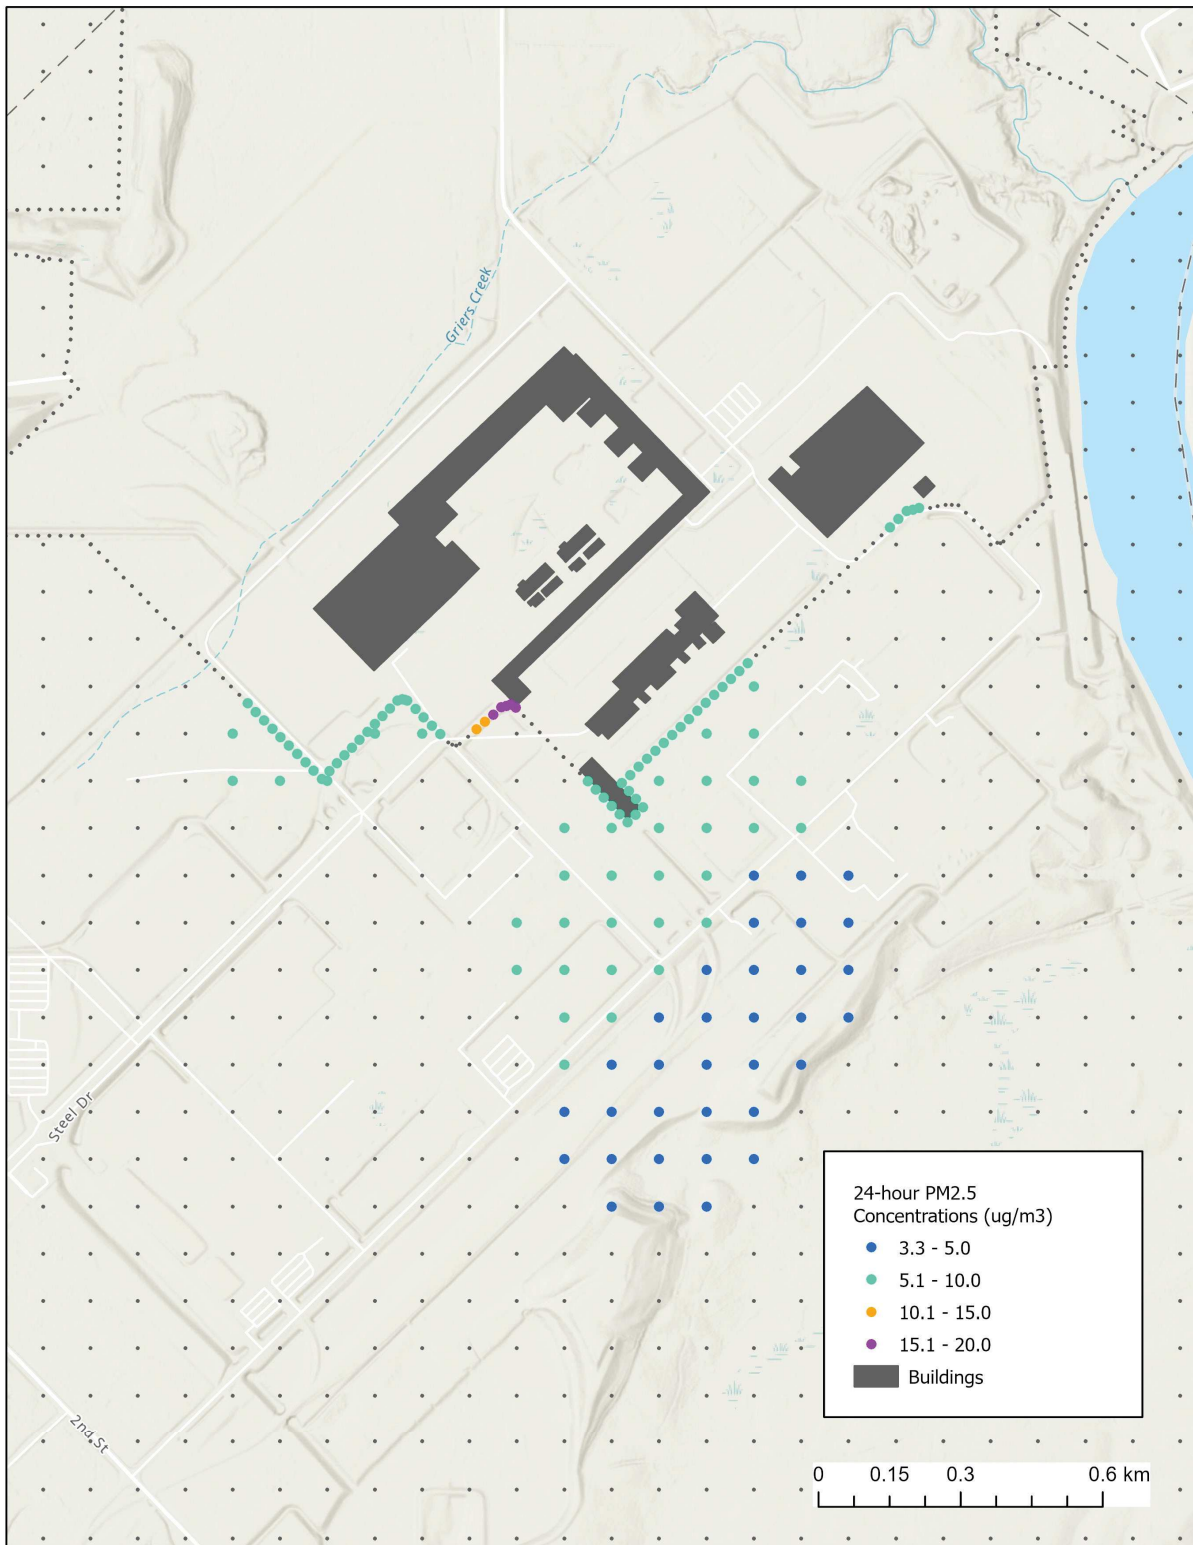 Griers Creek
Steel Dr
2nd St
24-hour PM2.5
Concentrations (ug/m3)
3.3 - 5.0
5.1 - 10.0
10.1 - 15.0
15.1 - 20.0
Buildings
0 0.15 0.3 0.6 km